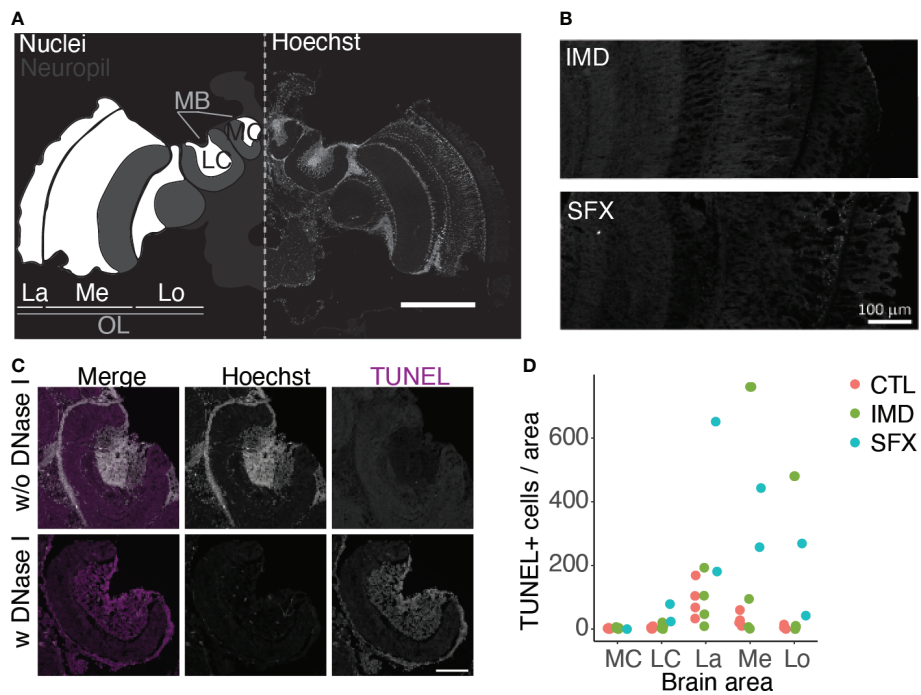 A
Nuclei
Neuropil
Hoechst
MB
MC
LC
La Me Lo
OL
B
IMD
SFX
100 μm
C
Merge Hoechst TUNEL
w/o DNase I
w DNase I
D
CTL
IMD
SFX
TUNEL+ cells / area
600
400
200
0
MC LC La Me Lo
Brain area